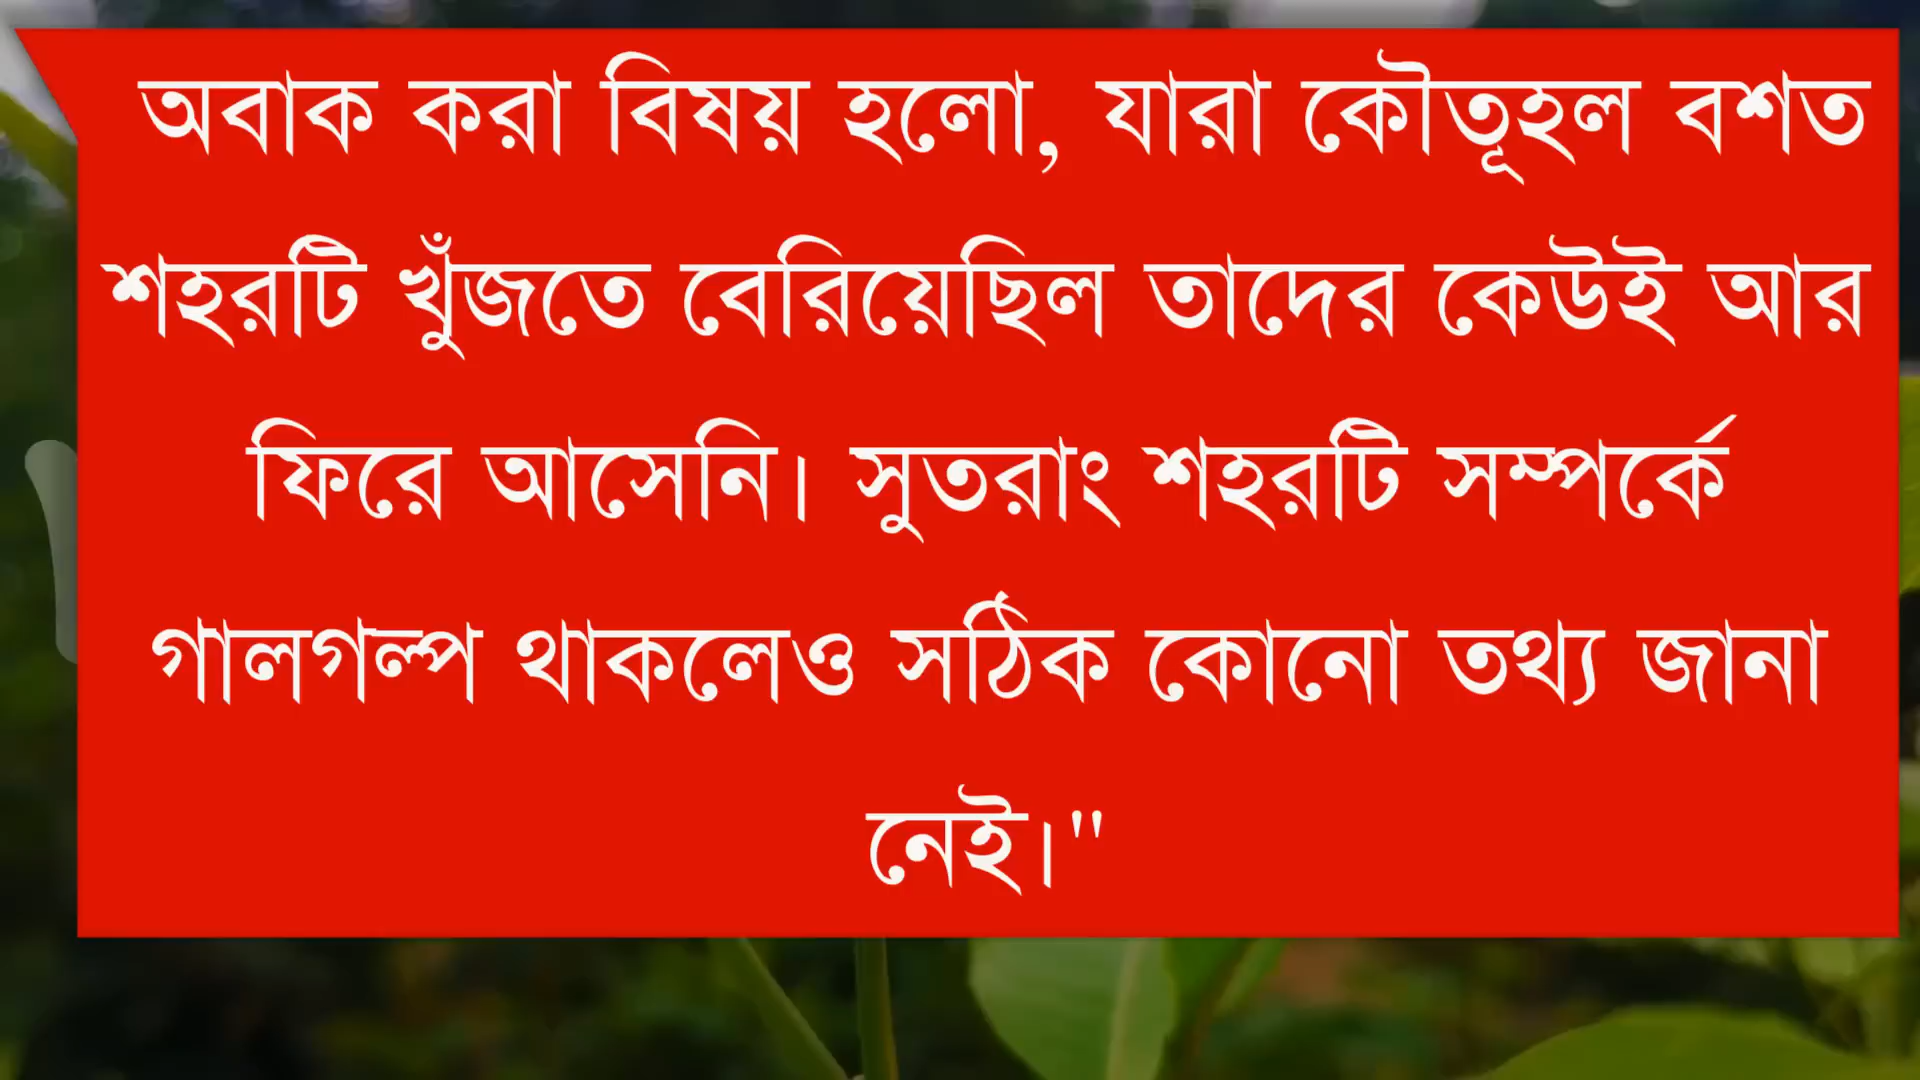 অবাক করা বিষয় হলো, যারা কৌতূহল বশত
শহরটি খুঁজতে বেরিয়েছিল তাদের কেউই আর
ফিরে আসেনি। সুতরাং শহরটি সম্পর্কে
গালগল্প থাকলেও সঠিক কোনো তথ্য জানা
নেই।"